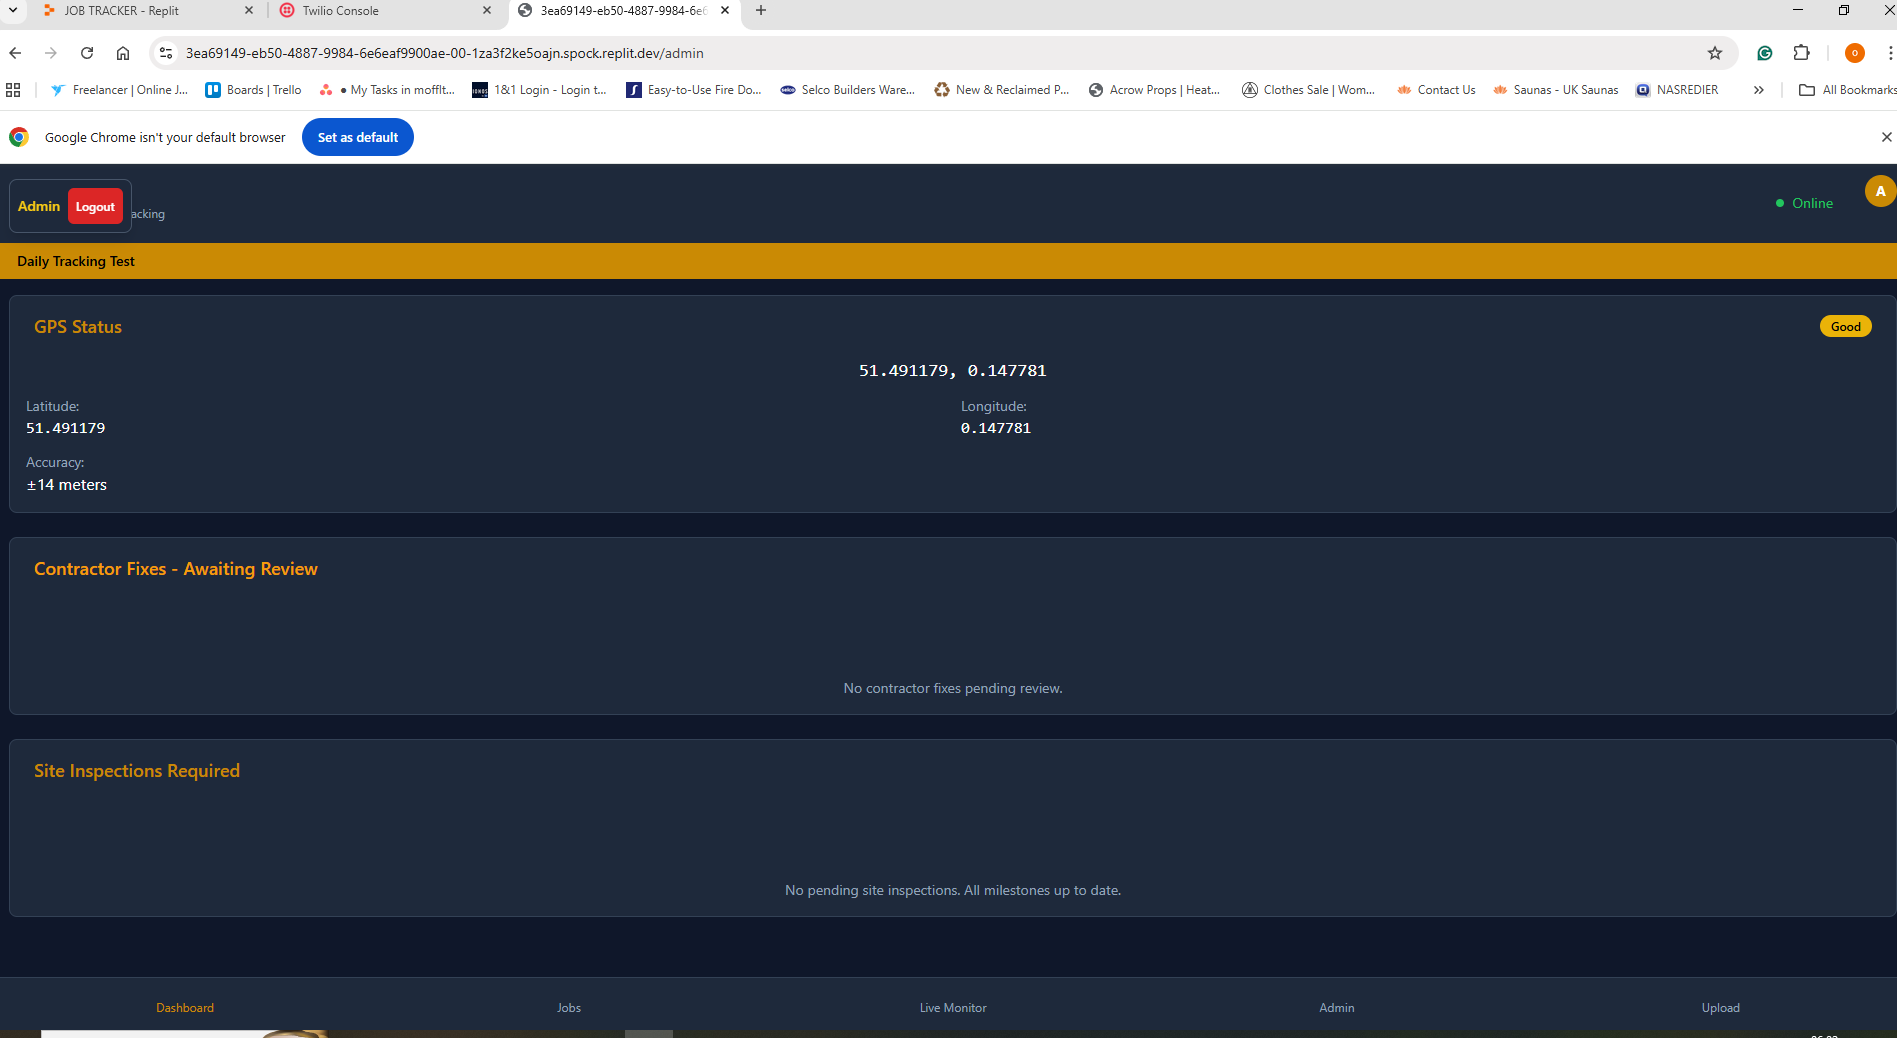 JOB TRACKER - Replit
Twilio Console
3ea69149-eb50-4887-9984-6e6
3ea69149-eb50-4887-9984-6e6eaf9900ae-00-1za3f2ke5oajn.spock.replit.dev/admin
Freelancer | Online J... Boards | Trello ● My Tasks in mofflt... 1&1 Login - Login t... Easy-to-Use Fire Do... Selco Builders Ware... New & Reclaimed P... Acrow Props | Heat... Clothes Sale | Wom... Contact Us Saunas - UK Saunas NASREDIER » All Bookmarks
Google Chrome isn't your default browser Set as default
Admin Logout acking Online A
Daily Tracking Test
GPS Status Good
51.491179, 0.147781
Latitude: Longitude:
51.491179 0.147781
Accuracy:
±14 meters
Contractor Fixes - Awaiting Review
No contractor fixes pending review.
Site Inspections Required
No pending site inspections. All milestones up to date.
Dashboard Jobs Live Monitor Admin Upload